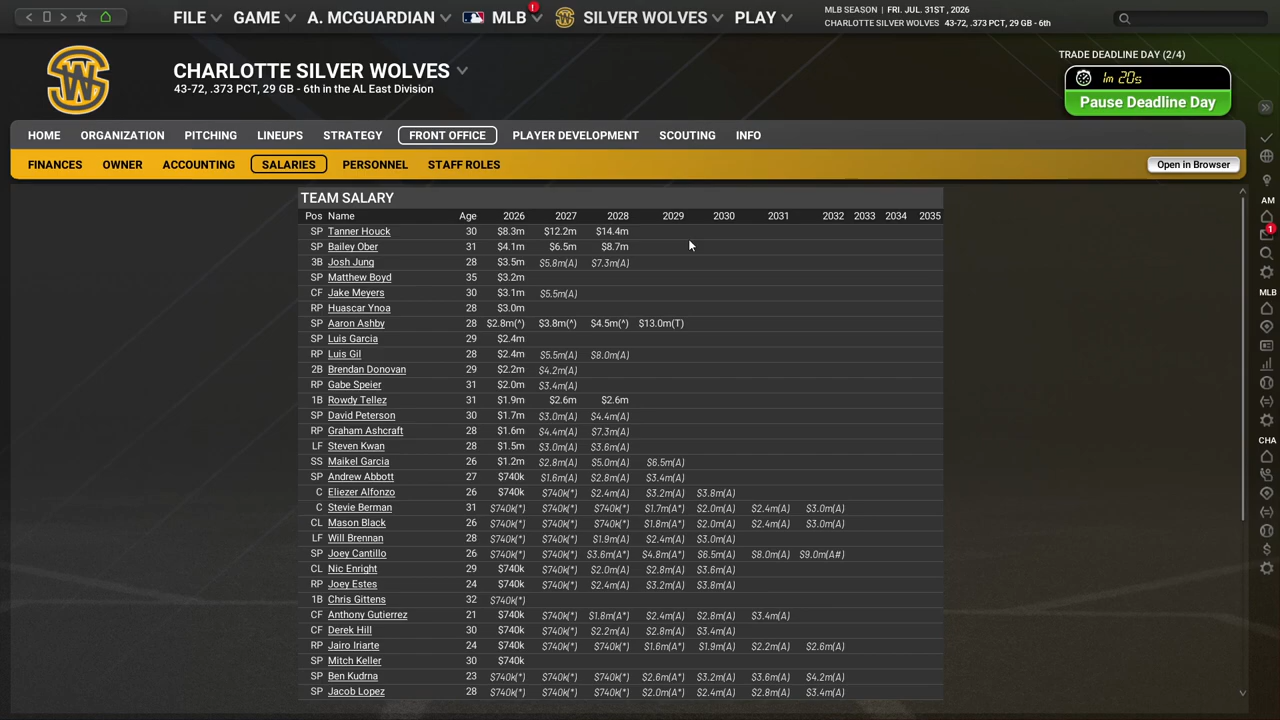 FILE GAME A. MCGUARDIAN MLB SILVER WOLVES PLAY
MLB SEASON | FRI. JUL. 31ST , 2026
CHARLOTTE SILVER WOLVES 43-72, .373 PCT, 29 GB - 6th
CHARLOTTE SILVER WOLVES
43-72, .373 PCT, 29 GB - 6th in the AL East Division
TRADE DEADLINE DAY (2/4)
1m 20s
Pause Deadline Day
HOME ORGANIZATION PITCHING LINEUPS STRATEGY FRONT OFFICE PLAYER DEVELOPMENT SCOUTING INFO
FINANCES OWNER ACCOUNTING SALARIES PERSONNEL STAFF ROLES Open in Browser
TEAM SALARY
Pos Name Age 2026 2027 2028 2029 2030 2031 2032 2033 2034 2035
SP Tanner Houck 30 $8.3m $12.2m $14.4m
SP Bailey Ober 31 $4.1m $6.5m $8.7m
3B Josh Jung 28 $3.5m $5.8m(A) $7.3m(A)
SP Matthew Boyd 35 $3.2m
CF Jake Meyers 30 $3.1m $5.5m(A)
RP Huascar Ynoa 28 $3.0m
SP Aaron Ashby 28 $2.8m(^) $3.8m(^) $4.5m(^) $13.0m(T)
SP Luis Garcia 29 $2.4m
RP Luis Gil 28 $2.4m $5.5m(A) $8.0m(A)
2B Brendan Donovan 29 $2.2m $4.2m(A)
RP Gabe Speier 31 $2.0m $3.4m(A)
1B Rowdy Tellez 31 $1.9m $2.6m $2.6m
SP David Peterson 30 $1.7m $3.0m(A) $4.4m(A)
RP Graham Ashcraft 28 $1.6m $4.4m(A) $7.3m(A)
LF Steven Kwan 28 $1.5m $3.0m(A) $3.6m(A)
SS Maikel Garcia 26 $1.2m $2.8m(A) $5.0m(A) $6.5m(A)
SP Andrew Abbott 27 $740k $1.6m(A) $2.8m(A) $3.4m(A)
C Eliezer Alfonzo 26 $740k $740k(*) $2.4m(A) $3.2m(A) $3.8m(A)
C Stevie Berman 31 $740k(*) $740k(*) $740k(*) $1.7m(A*) $2.0m(A) $2.4m(A) $3.0m(A)
CL Mason Black 26 $740k(*) $740k(*) $740k(*) $1.8m(A*) $2.0m(A) $2.4m(A) $3.0m(A)
LF Will Brennan 28 $740k(*) $740k(*) $1.9m(A) $2.4m(A) $3.0m(A)
SP Joey Cantillo 26 $740k(*) $740k(*) $3.6m(A*) $4.8m(A*) $6.5m(A) $8.0m(A) $9.0m(A#)
CL Nic Enright 29 $740k $740k(*) $2.0m(A) $2.8m(A) $3.6m(A)
RP Joey Estes 24 $740k $740k(*) $2.4m(A) $3.2m(A) $3.8m(A)
1B Chris Gittens 32 $740k(*)
CF Anthony Gutierrez 21 $740k $740k(*) $1.8m(A*) $2.4m(A) $2.8m(A) $3.4m(A)
CF Derek Hill 30 $740k $740k(*) $2.2m(A) $2.8m(A) $3.4m(A)
RP Jairo Iriarte 24 $740k $740k(*) $740k(*) $1.6m(A*) $1.9m(A) $2.2m(A) $2.6m(A)
SP Mitch Keller 30 $740k
SP Ben Kudrna 23 $740k(*) $740k(*) $740k(*) $2.6m(A*) $3.2m(A) $3.6m(A) $4.2m(A)
SP Jacob Lopez 28 $740k(*) $740k(*) $740k(*) $2.0m(A*) $2.4m(A) $2.8m(A) $3.4m(A)
AM
1
MLB
CHA